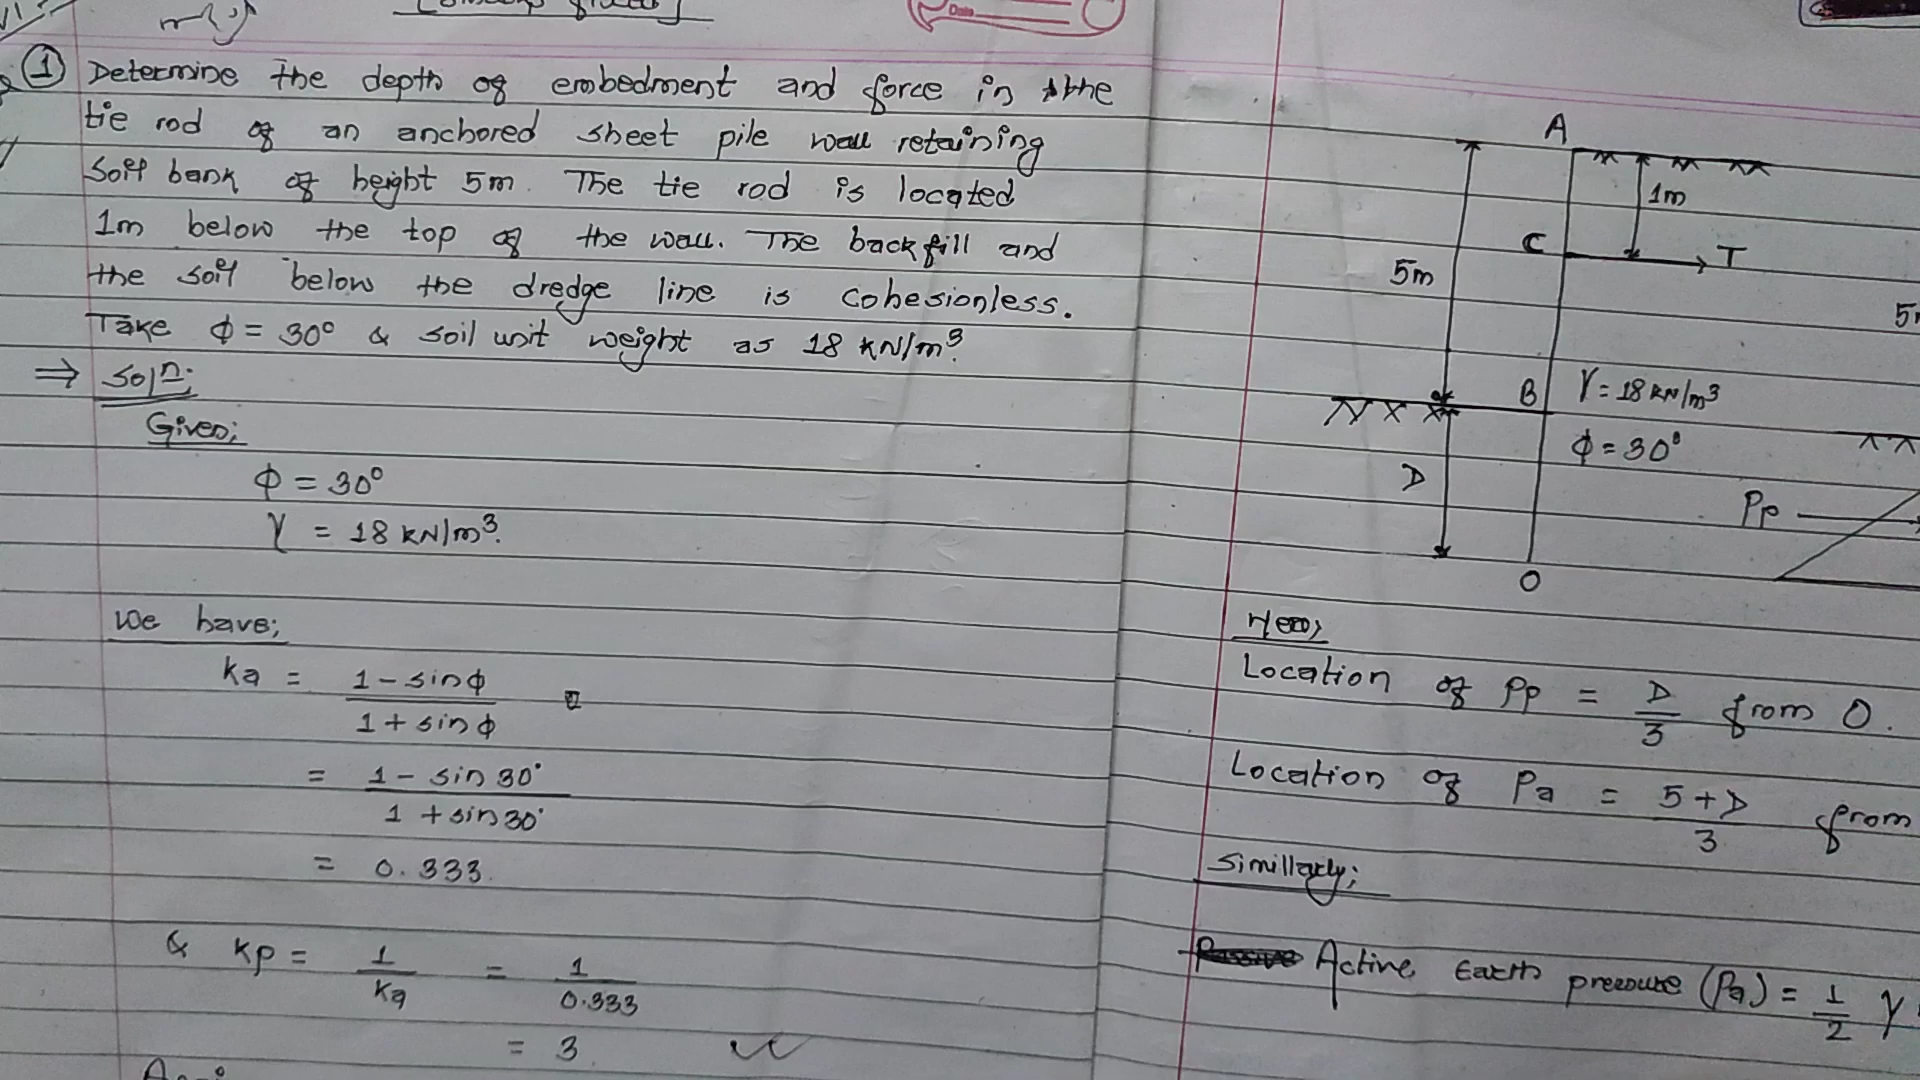 ① Determine the depth of embedment and force in the
tie rod of an anchored sheet pile wall retaining
soil bank of height 5m. The tie rod is located
1m below the top of the wall. The backfill and
the soil below the dredge line is cohesionless.
Take φ = 30° & soil unit weight as 18 kN/m³.
⇒ Solⁿ;
Given;
φ = 30°
γ = 18 kN/m³.
We have;
ka = 1 - sinφ / 1 + sinφ
= 1 - sin 30° / 1 + sin 30°
= 0.333.
& kp = 1/ka = 1/0.333
= 3.
A
1m
C T
5m
B γ = 18 kN/m³
φ = 30°
D
Pp
O
Location of Pp = D/3 from O.
Location of Pa = 5+D/3 from
Simillarly;
Active Earth pressure (Pa) = 1/2 γ